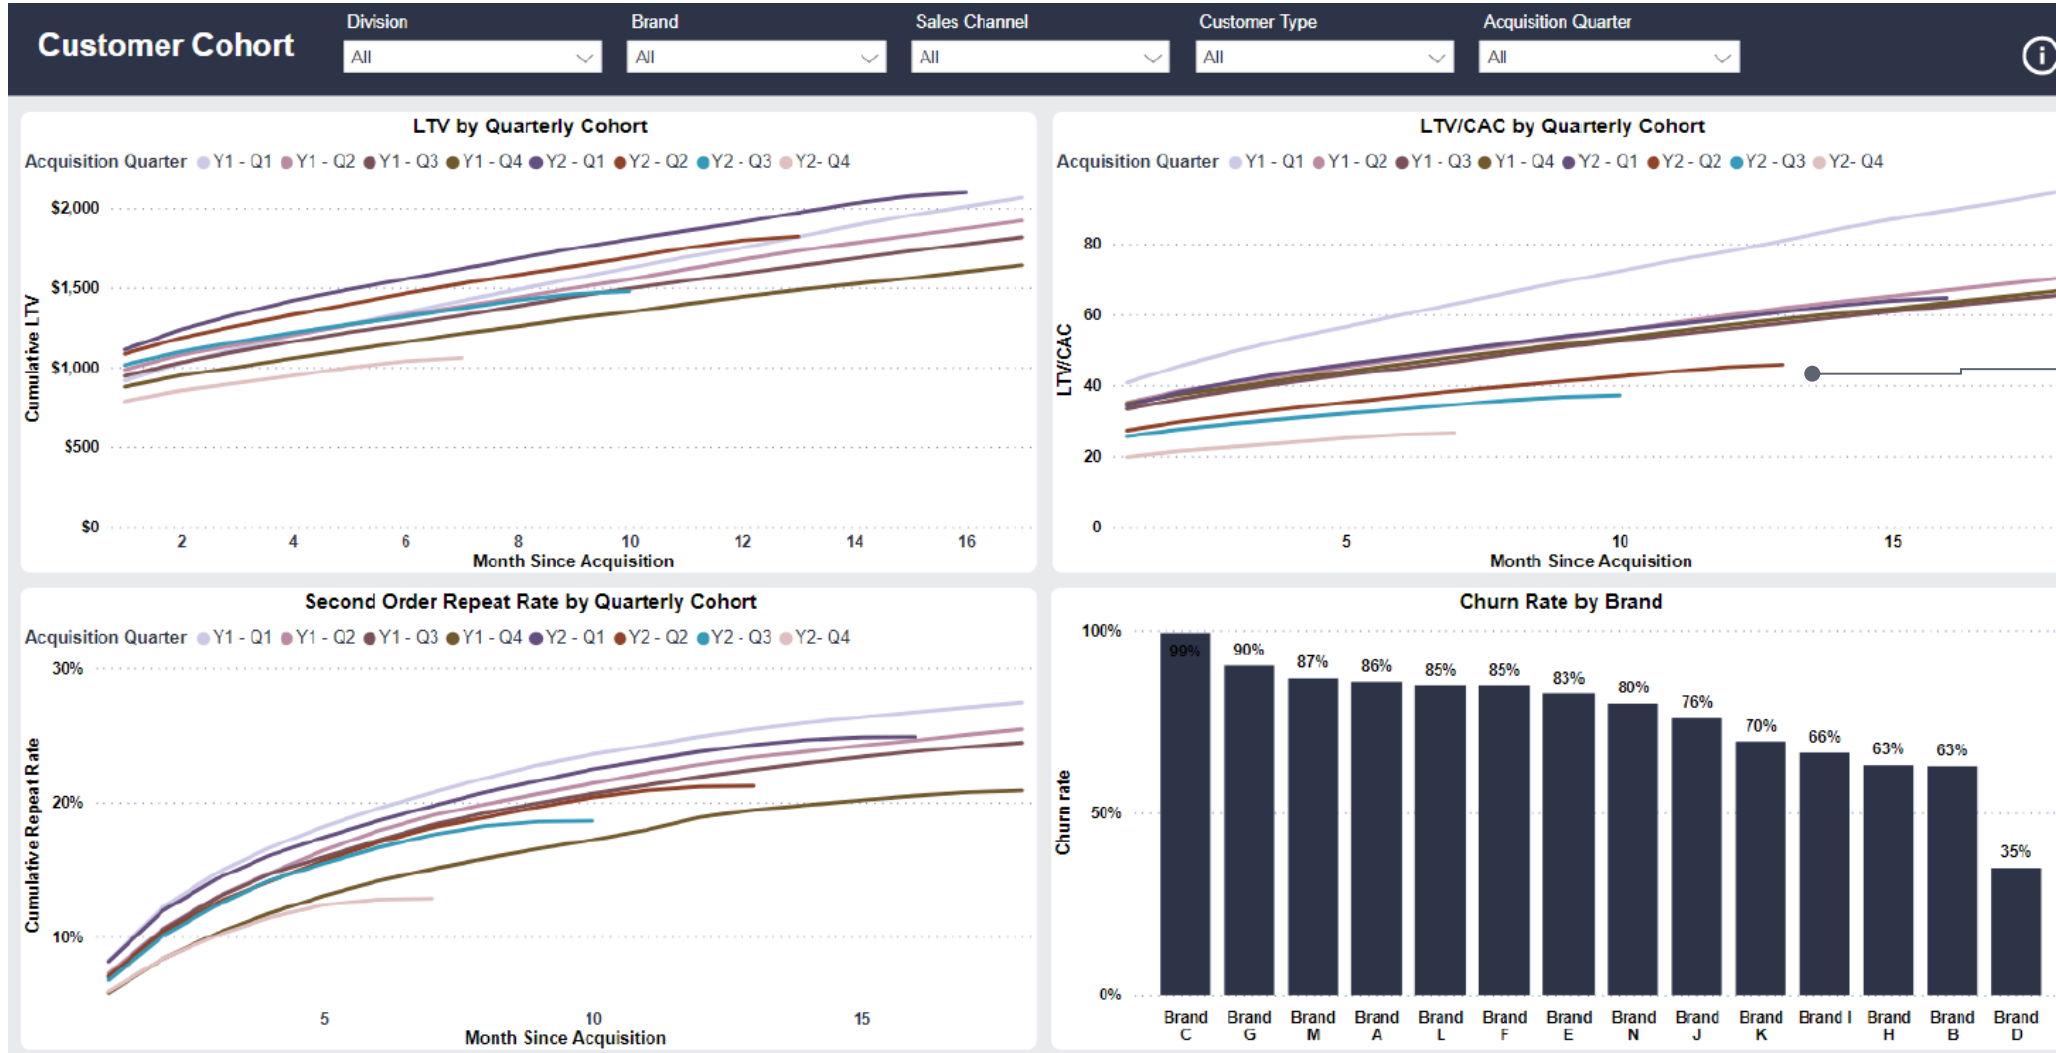 Customer Cohort
Division
All
Brand
All
Sales Channel
All
Customer Type
All
Acquisition Quarter
All
i
LTV by Quarterly Cohort
Acquisition Quarter Y1 - Q1 Y1 - Q2 Y1 - Q3 Y1 - Q4 Y2 - Q1 Y2 - Q2 Y2 - Q3 Y2- Q4
Cumulative LTV
$2,000
$1,500
$1,000
$500
$0
2 4 6 8 10 12 14 16
Month Since Acquisition
LTV/CAC by Quarterly Cohort
Acquisition Quarter Y1 - Q1 Y1 - Q2 Y1 - Q3 Y1 - Q4 Y2 - Q1 Y2 - Q2 Y2 - Q3 Y2- Q4
LTV/CAC
80
60
40
20
0
5 10 15
Month Since Acquisition
Second Order Repeat Rate by Quarterly Cohort
Acquisition Quarter Y1 - Q1 Y1 - Q2 Y1 - Q3 Y1 - Q4 Y2 - Q1 Y2 - Q2 Y2 - Q3 Y2- Q4
Cumulative Repeat Rate
30%
20%
10%
5 10 15
Month Since Acquisition
Churn Rate by Brand
Churn rate
100%
50%
0%
99% 90% 87% 86% 85% 85% 83% 80% 76% 70% 66% 63% 63% 35%
Brand C
Brand G
Brand M
Brand A
Brand L
Brand F
Brand E
Brand N
Brand J
Brand K
Brand I
Brand H
Brand B
Brand D